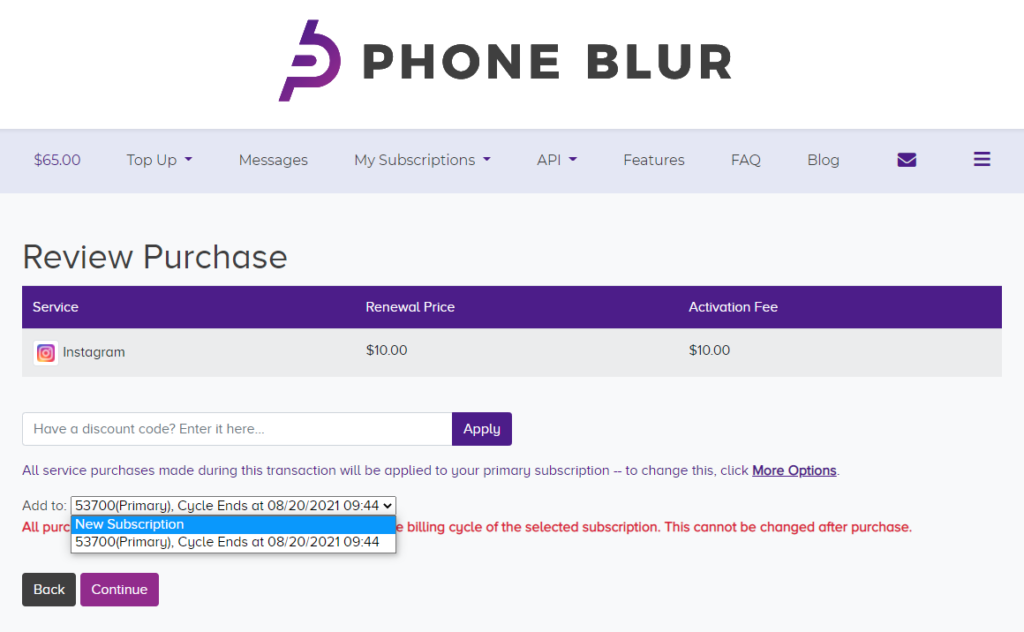 PHONE BLUR
$65.00 Top Up Messages My Subscriptions API Features FAQ Blog
Review Purchase
Service Renewal Price Activation Fee
Instagram $10.00 $10.00
Have a discount code? Enter it here... Apply
All service purchases made during this transaction will be applied to your primary subscription -- to change this, click More Options.
Add to: 53700(Primary), Cycle Ends at 08/20/2021 09:44
New Subscription
All billing cycle of the selected subscription. This cannot be changed after purchase.
53700(Primary), Cycle Ends at 08/20/2021 09:44
Back Continue